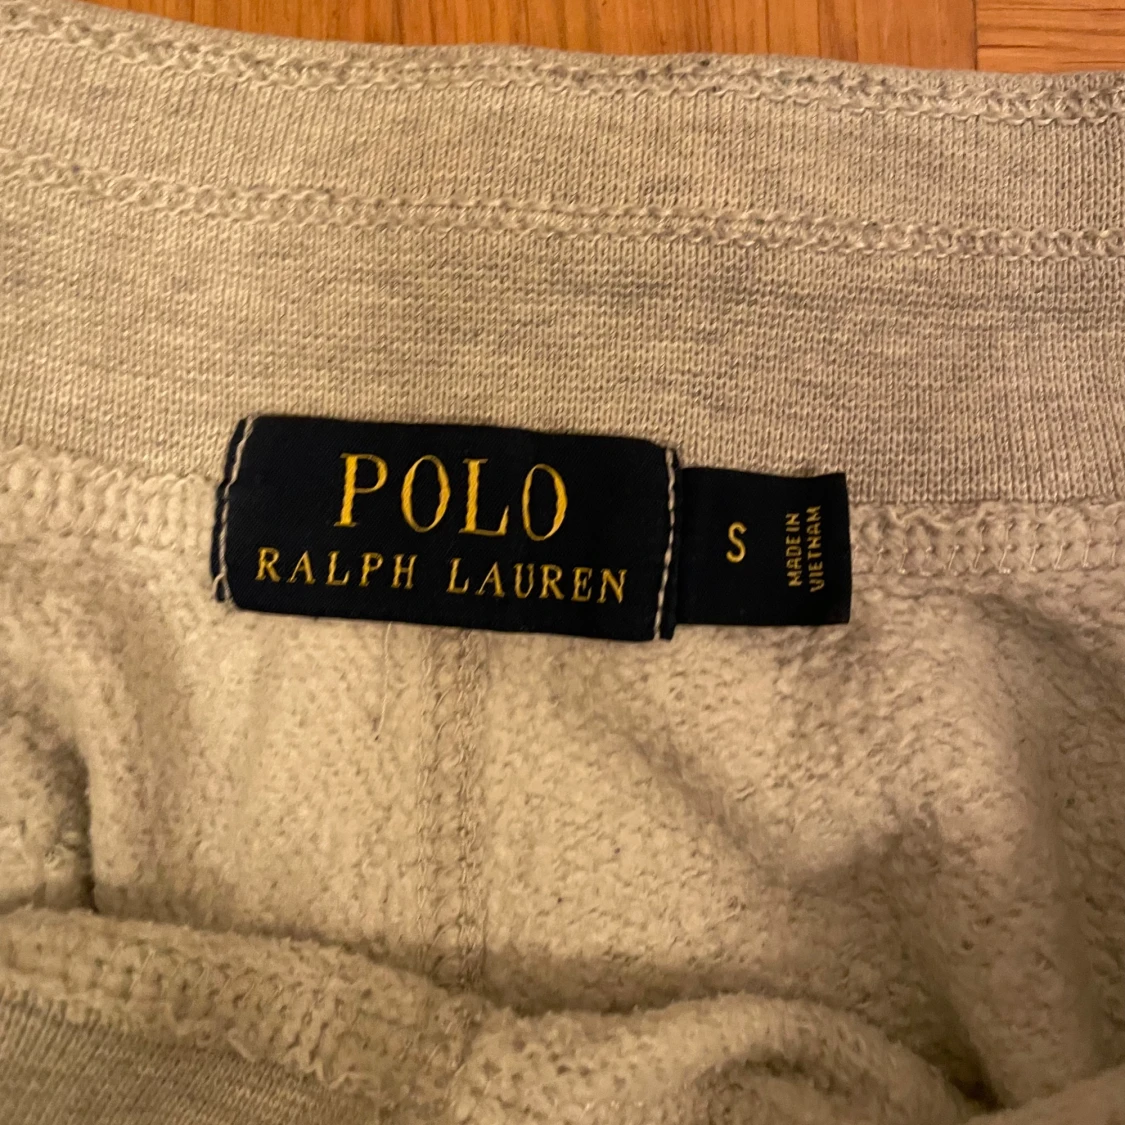 POLO
RALPH LAUREN
S
MADE IN
VIETNAM